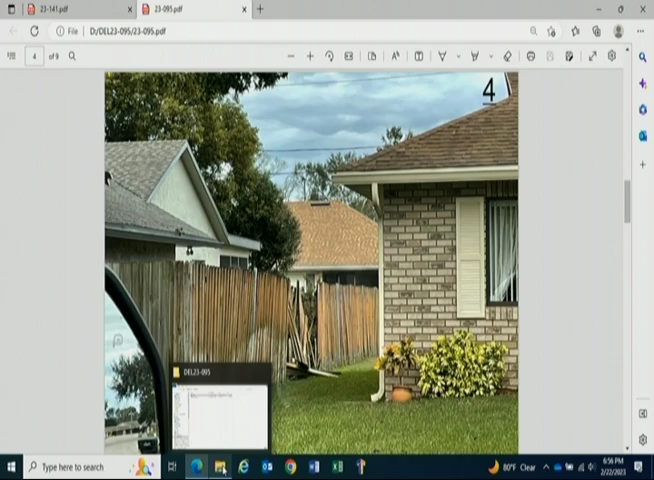 23-141.pdf
23-095.pdf
File
D:/DEL23-095/23-095.pdf
4
of 9
4
DEL23-095
Type here to search
80°F Clear
6:56 PM
2/22/2023